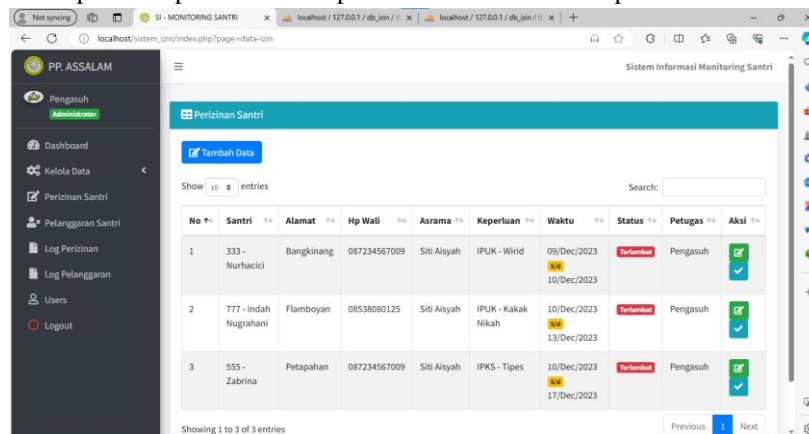 Not syncing
SI - MONITORING SANTRI
localhost / 127.0.0.1 / db_izin /
localhost / 127.0.0.1 / db_izin /
localhost/sistem_izin/index.php?page=data-izin
PP. ASSALAM
Sistem Informasi Monitoring Santri
Pengasuh
Administrator
Dashboard
Kelola Data
Perizinan Santri
Pelanggaran Santri
Log Perizinan
Log Pelanggaran
Users
Logout
Perizinan Santri
Tambah Data
Show 10 entries
Search:
No Santri Alamat Hp Wali Asrama Keperluan Waktu Status Petugas Aksi
1 333 - Nurhacici Bangkinang 087234567009 Siti Aisyah IPUK - Wirid 09/Dec/2023 S/d 10/Dec/2023 Terlambat Pengasuh
2 777 - Indah Nugrahani Flamboyan 08538080125 Siti Aisyah IPUK - Kakak Nikah 10/Dec/2023 S/d 13/Dec/2023 Terlambat Pengasuh
3 555 - Zabrina Petapahan 087234567009 Siti Aisyah IPKS - Tipes 10/Dec/2023 S/d 17/Dec/2023 Terlambat Pengasuh
Showing 1 to 3 of 3 entries
Previous 1 Next